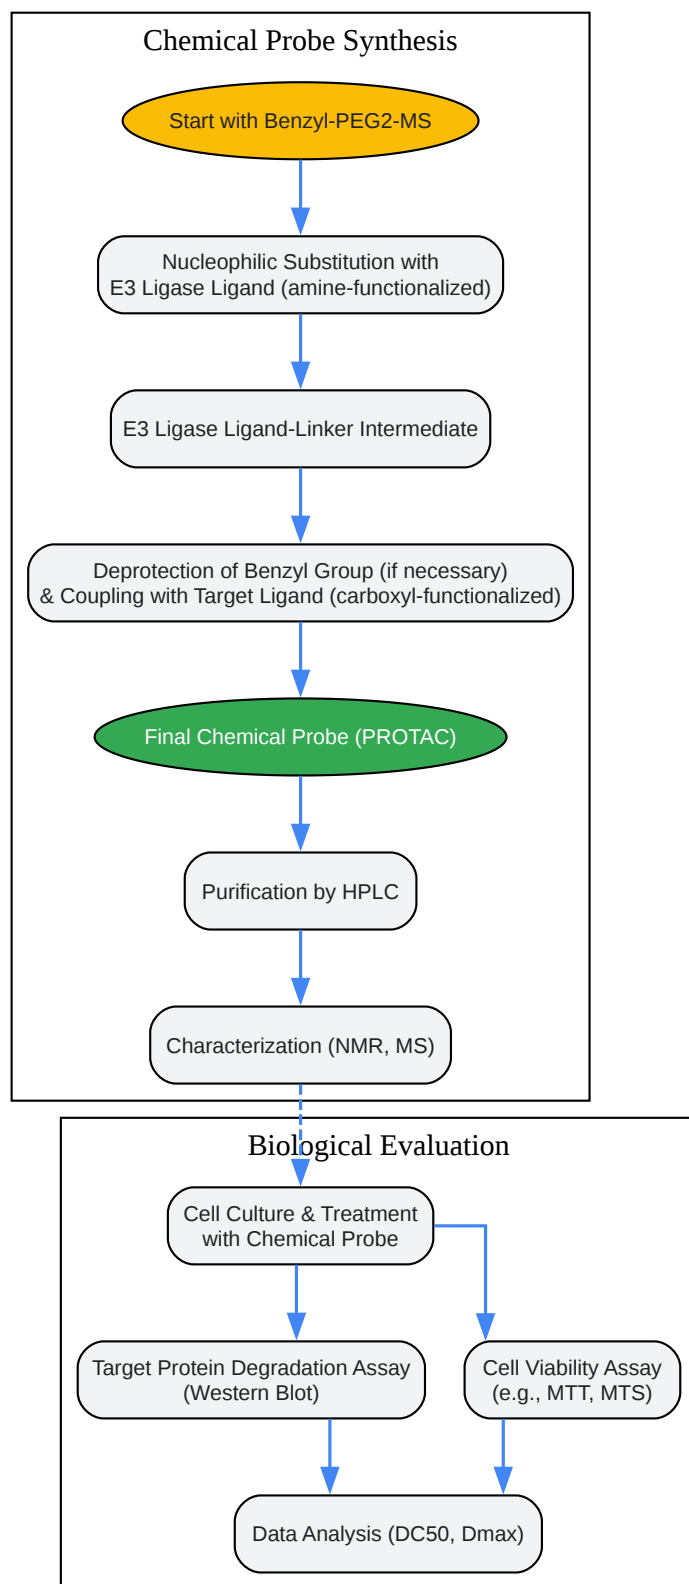 Chemical Probe Synthesis
Start with Benzyl-PEG2-MS
Nucleophilic Substitution with
E3 Ligase Ligand (amine-functionalized)
E3 Ligase Ligand-Linker Intermediate
Deprotection of Benzyl Group (if necessary)
& Coupling with Target Ligand (carboxyl-functionalized)
Final Chemical Probe (PROTAC)
Purification by HPLC
Characterization (NMR, MS)
Biological Evaluation
Cell Culture & Treatment
with Chemical Probe
Target Protein Degradation Assay
(Western Blot)
Cell Viability Assay
(e.g., MTT, MTS)
Data Analysis (DC50, Dmax)